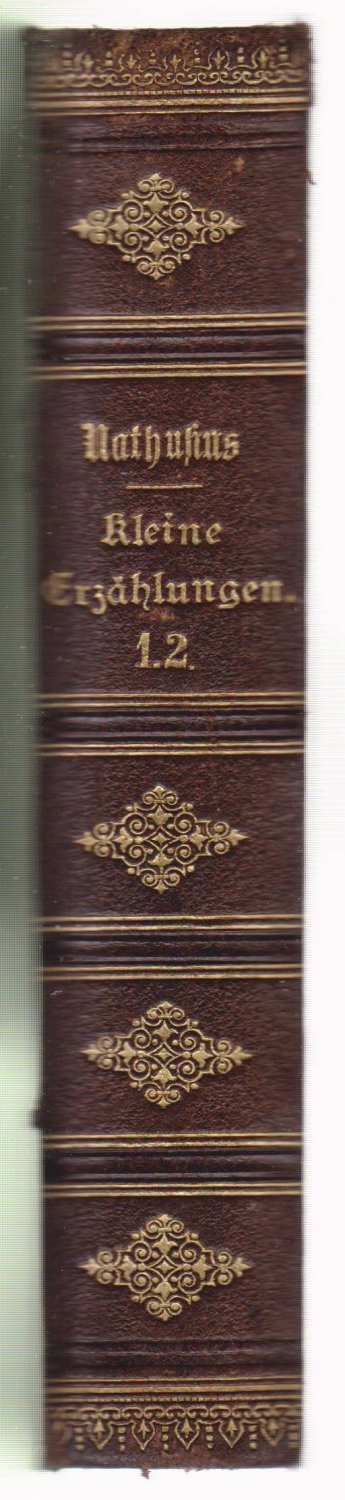 Nathusius
Kleine
Erzählungen.
1.2.